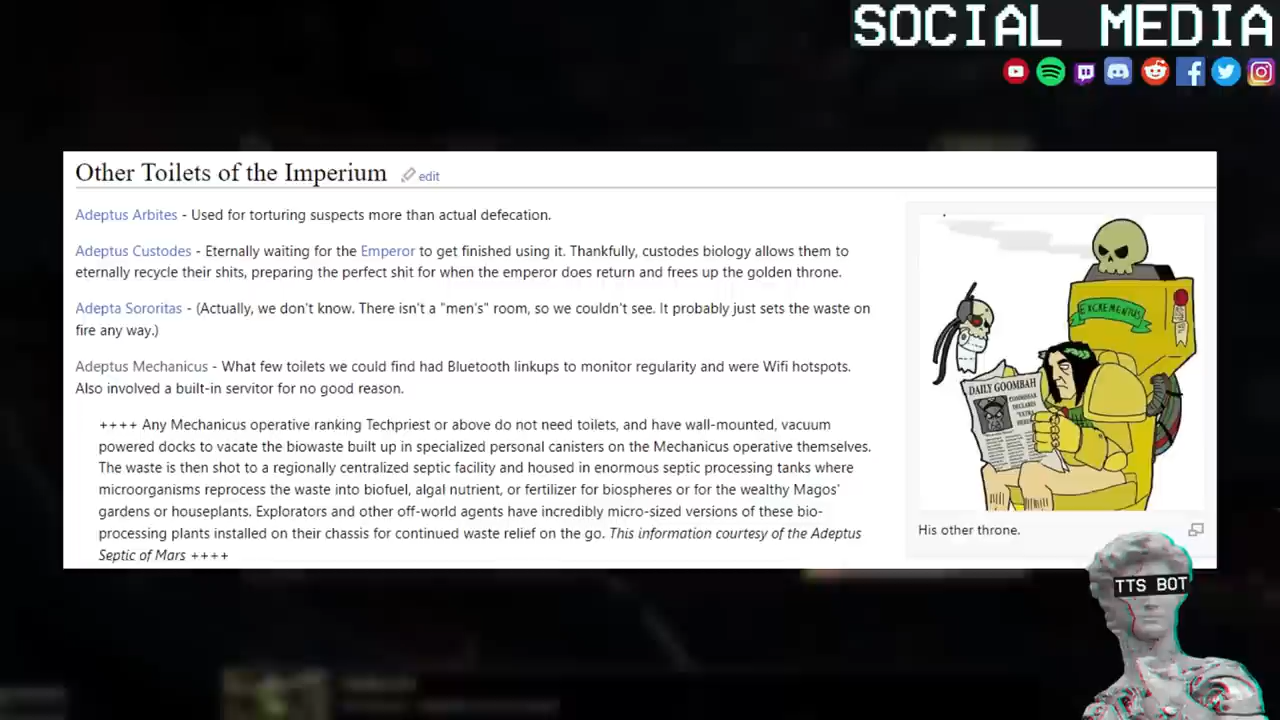 SOCIAL MEDIA
Other Toilets of the Imperium edit
Adeptus Arbites - Used for torturing suspects more than actual defecation.
Adeptus Custodes - Eternally waiting for the Emperor to get finished using it. Thankfully, custodes biology allows them to
eternally recycle their shits, preparing the perfect shit for when the emperor does return and frees up the golden throne.
Adepta Sororitas - (Actually, we don't know. There isn't a "men's" room, so we couldn't see. It probably just sets the waste on
fire any way.)
Adeptus Mechanicus - What few toilets we could find had Bluetooth linkups to monitor regularity and were Wifi hotspots.
Also involved a built-in servitor for no good reason.
++++ Any Mechanicus operative ranking Techpriest or above do not need toilets, and have wall-mounted, vacuum
powered docks to vacate the biowaste built up in specialized personal canisters on the Mechanicus operative themselves.
The waste is then shot to a regionally centralized septic facility and housed in enormous septic processing tanks where
microorganisms reprocess the waste into biofuel, algal nutrient, or fertilizer for biospheres or for the wealthy Magos'
gardens or houseplants. Explorators and other off-world agents have incredibly micro-sized versions of these bio-
processing plants installed on their chassis for continued waste relief on the go. This information courtesy of the Adeptus
Septic of Mars ++++
EXCREMENTUS
DAILY GOOMBAH
COMMISSAR
DECLARES
"EXTRA
His other throne.
TTS BOT